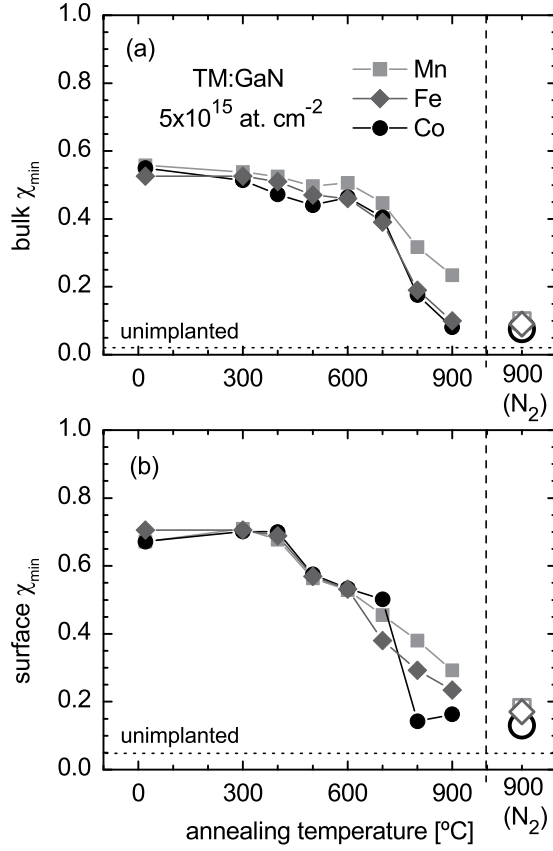 (a)
TM:GaN
5x10¹⁵ at. cm⁻²
Mn
Fe
Co
1.0
0.8
0.6
0.4
0.2
0.0
bulk χmin
unimplanted
0 300 600 900 900
(N₂)
(b)
1.0
0.8
0.6
0.4
0.2
0.0
surface χmin
unimplanted
0 300 600 900 900
(N₂)
annealing temperature [ºC]